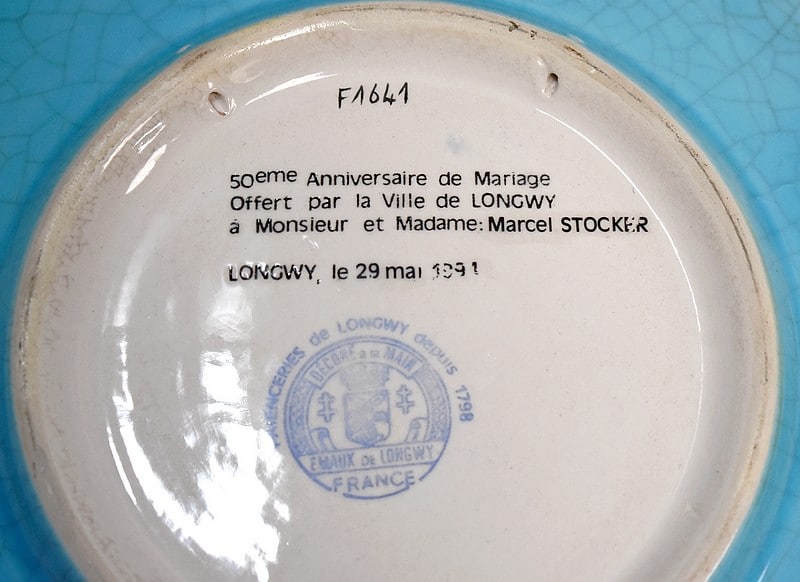 F1641
50eme Anniversaire de Mariage
Offert par la Ville de LONGWY
à Monsieur et Madame: Marcel STOCKER
LONGWY, le 29 mai 1991
FAIENCERIES de LONGWY depuis 1798
DÉCORÉ à la MAIN
EMAUX DE LONGWY
FRANCE